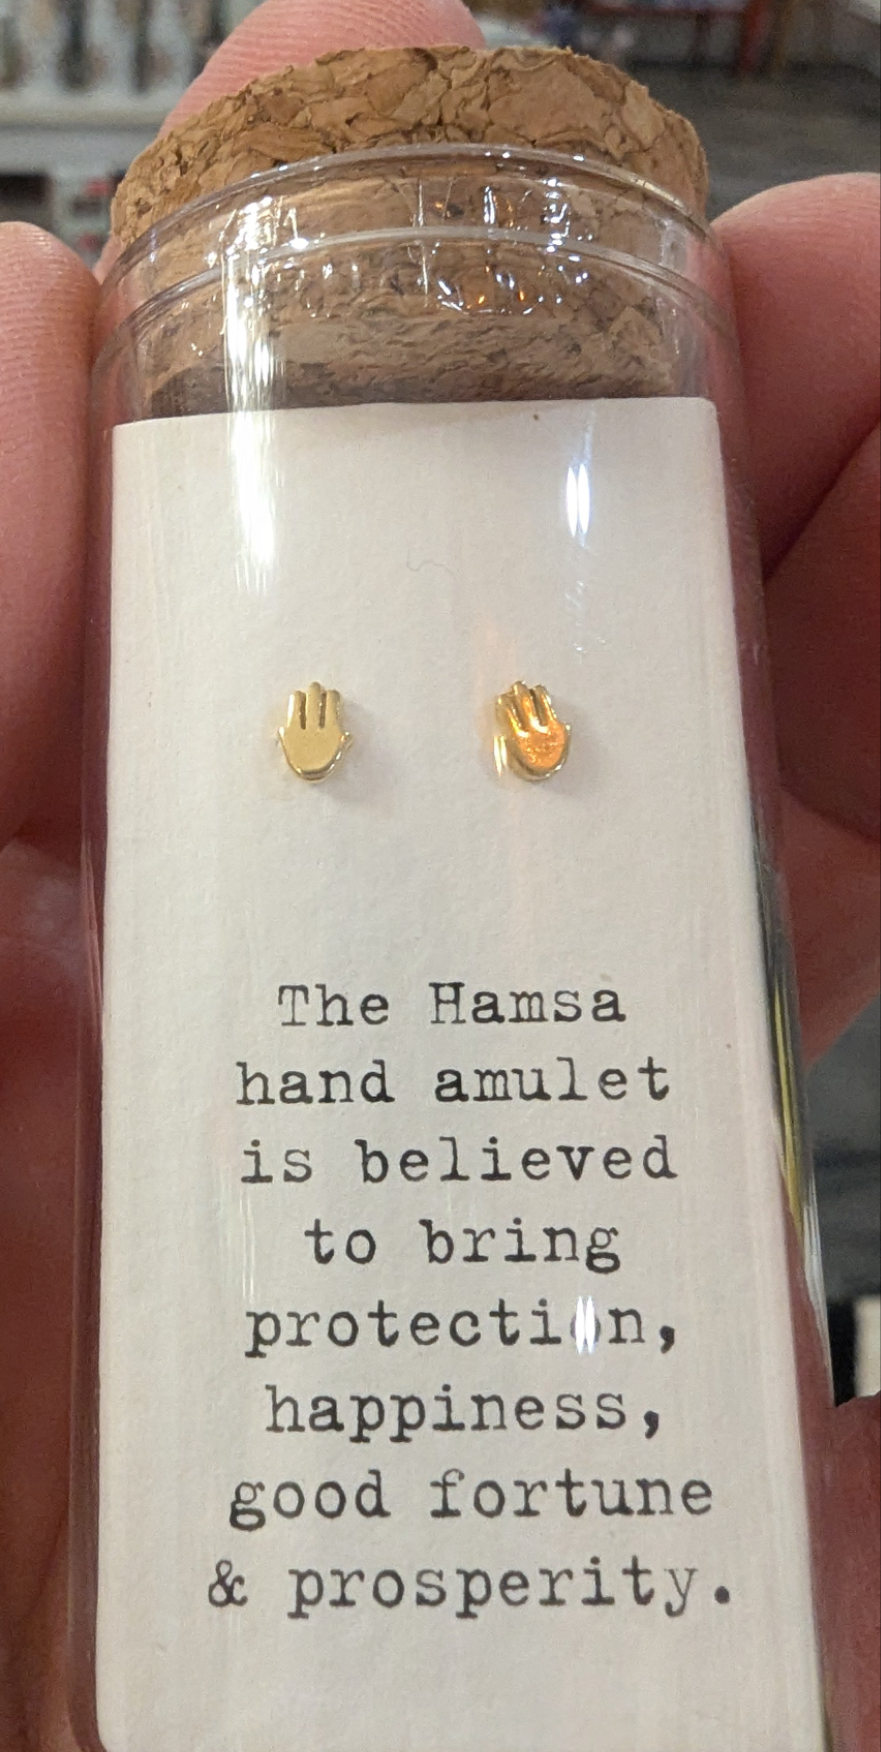 The Hamsa
hand amulet
is believed
to bring
protection,
happiness,
good fortune
& prosperity.